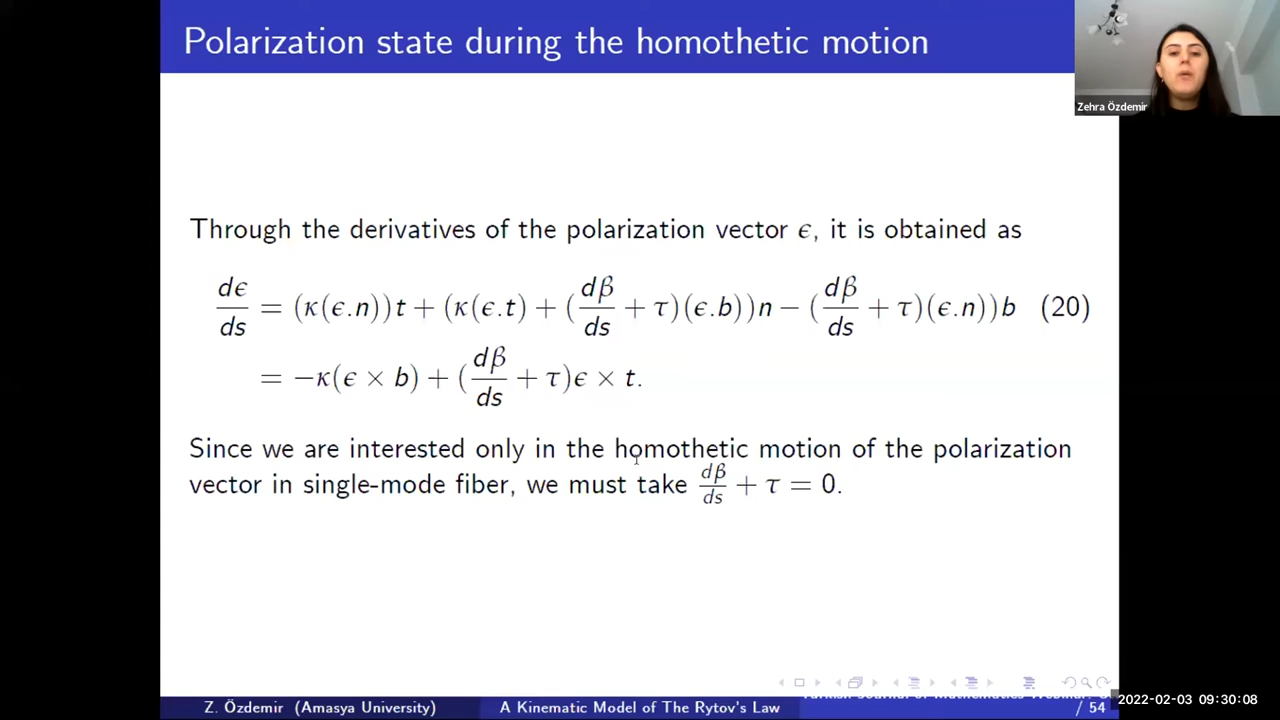 Polarization state during the homothetic motion
Zehra Özdemir
Through the derivatives of the polarization vector ϵ, it is obtained as
dϵ/ds = (κ(ϵ.n))t + (κ(ϵ.t) + (dβ/ds + τ)(ϵ.b))n − (dβ/ds + τ)(ϵ.n))b (20)
= −κ(ϵ × b) + (dβ/ds + τ)ϵ × t.
Since we are interested only in the homothetic motion of the polarization
vector in single-mode fiber, we must take dβ/ds + τ = 0.
Z. Özdemir (Amasya University) A Kinematic Model of The Rytov's Law / 54
2022-02-03 09:30:08